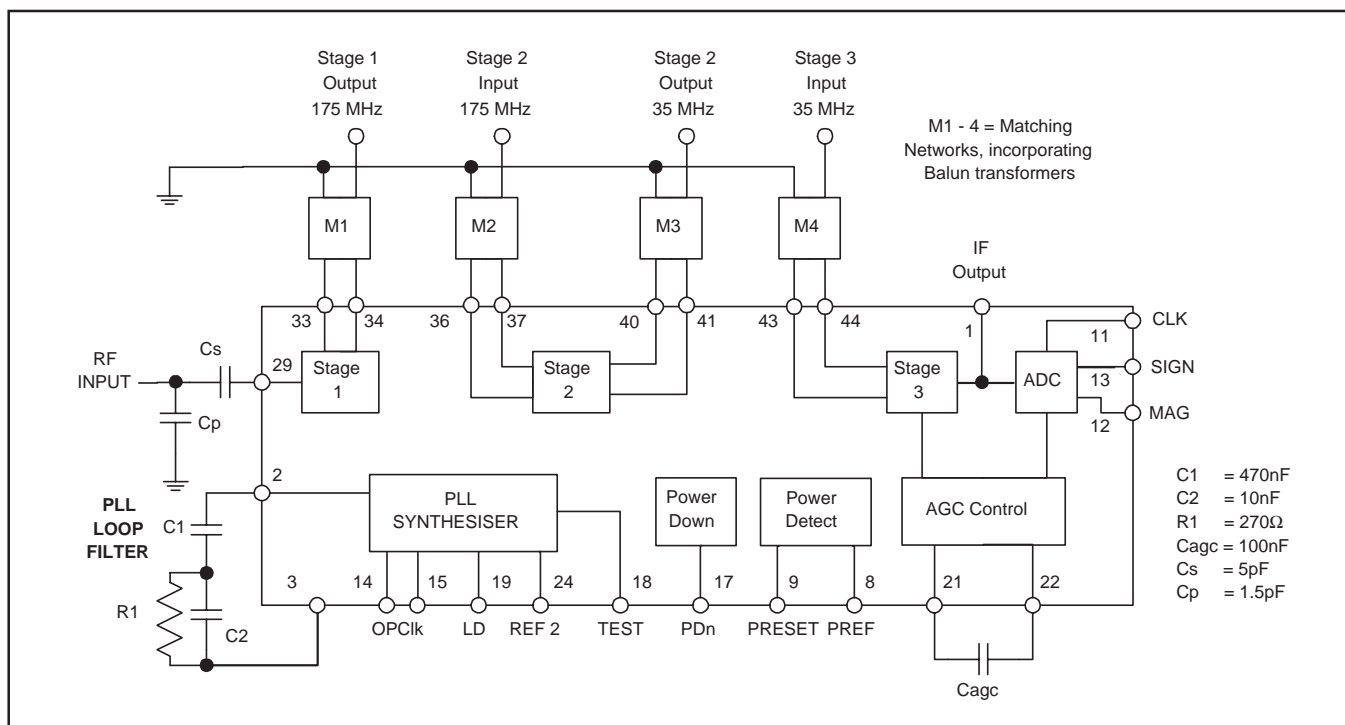 Stage 1
Output
175 MHz
Stage 2
Input
175 MHz
Stage 2
Output
35 MHz
Stage 3
Input
35 MHz
M1 - 4 = Matching
Networks, incorporating
Balun transformers
M1
M2
M3
M4
IF
Output
33
34
36
37
40
41
43
44
1
11
CLK
RF
INPUT
Cs
29
Stage
1
Stage
2
Stage
3
ADC
13
SIGN
12
MAG
Cp
2
PLL
LOOP
FILTER
C1
PLL
SYNTHESISER
Power
Down
Power
Detect
AGC Control
C1 = 470nF
C2 = 10nF
R1 = 270Ω
Cagc = 100nF
Cs = 5pF
Cp = 1.5pF
R1
C2
3
14
15
19
24
18
17
9
8
21
22
OPClk
LD
REF 2
TEST
PDn
PRESET
PREF
Cagc